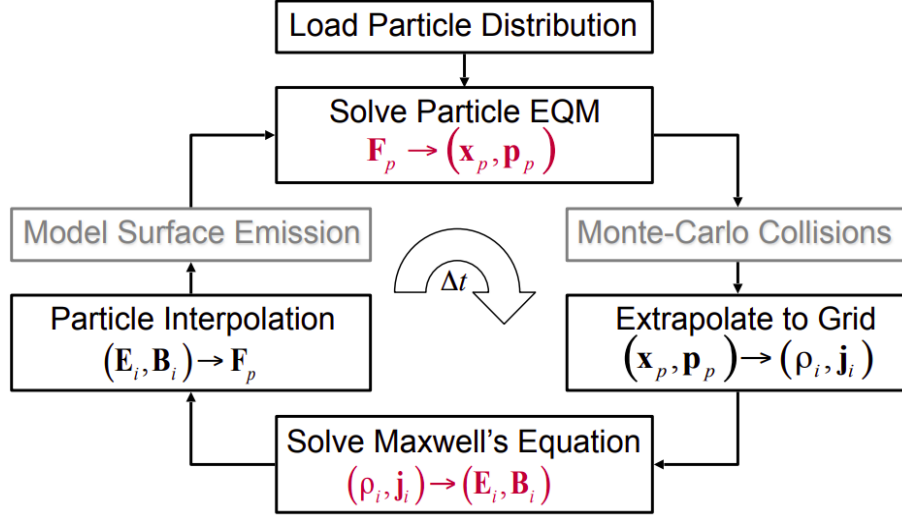 Load Particle Distribution
Solve Particle EQM
F_p → (x_p, p_p)
Model Surface Emission
Monte-Carlo Collisions
Δt
Particle Interpolation
(E_i, B_i) → F_p
Extrapolate to Grid
(x_p, p_p) → (ρ_i, j_i)
Solve Maxwell's Equation
(ρ_i, j_i) → (E_i, B_i)